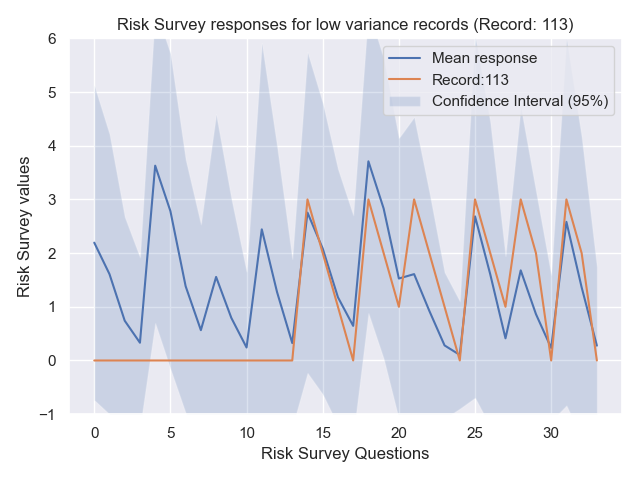 Risk Survey responses for low variance records (Record: 113)
Mean response
Record:113
Confidence Interval (95%)
Risk Survey values
6
5
4
3
2
1
0
−1
0
5
10
15
20
25
30
Risk Survey Questions